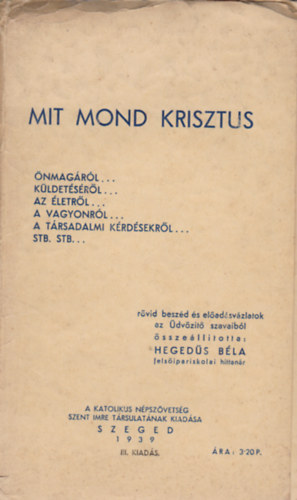 MIT MOND KRISZTUS
ÖNMAGÁRÓL...
KÜLDETÉSÉRŐL...
AZ ÉLETRŐL...
A VAGYONRÓL...
A TÁRSADALMI KÉRDÉSEKRŐL...
STB. STB...
rövid beszéd és előadásvázlatok
az Üdvözítő szavaiból
összeállította:
HEGEDŰS BÉLA
felsőipariskolai hittanár
A KATOLIKUS NÉPSZÖVETSÉG
SZENT IMRE TÁRSULATÁNAK KIADÁSA
SZEGED
1939
III. KIADÁS.
ÁRA: 3·20 P.